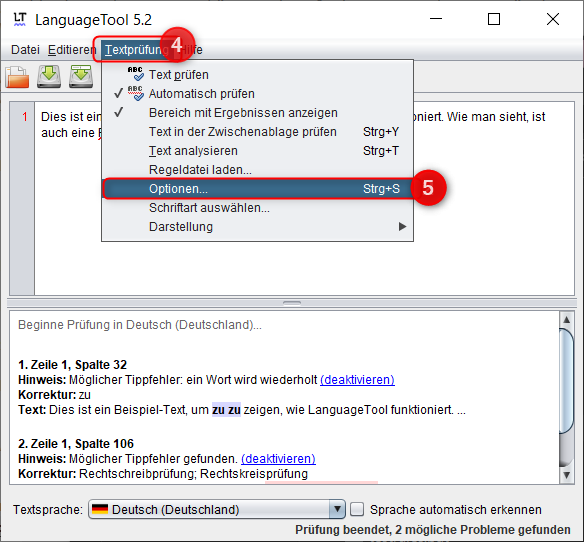 LanguageTool 5.2
Datei Editieren Textprüfung Hilfe
4
Text prüfen
Automatisch prüfen
Bereich mit Ergebnissen anzeigen
Text in der Zwischenablage prüfen Strg+Y
Text analysieren Strg+T
Regeldatei laden...
Optionen... Strg+S
5
Schriftart auswählen...
Darstellung
1 Dies ist ein niert. Wie man sieht, ist
auch eine
Beginne Prüfung in Deutsch (Deutschland)...
1. Zeile 1, Spalte 32
Hinweis: Möglicher Tippfehler: ein Wort wird wiederholt (deaktivieren)
Korrektur: zu
Text: Dies ist ein Beispiel-Text, um zu zu zeigen, wie LanguageTool funktioniert. ...
2. Zeile 1, Spalte 106
Hinweis: Möglicher Tippfehler gefunden. (deaktivieren)
Korrektur: Rechtschreibprüfung; Rechtskreisprüfung
Textsprache: Deutsch (Deutschland) Sprache automatisch erkennen
Prüfung beendet, 2 mögliche Probleme gefunden